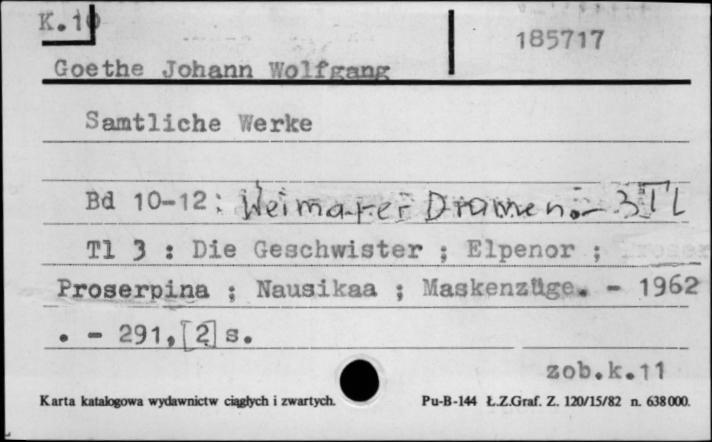 K.10
185717
Goethe Johann Wolfgang
Samtliche Werke
Bd 10-12: Weimarer Dramen.- 3 Tl
Tl 3 : Die Geschwister ; Elpenor ;
Proserpina ; Nausikaa ; Maskenzüge. - 1962
. - 291,[2] s.
zob.k.11
Karta katalogowa wydawnictw ciągłych i zwartych.
Pu-B-144 Ł.Z.Graf. Z. 120/15/82 n. 638000.